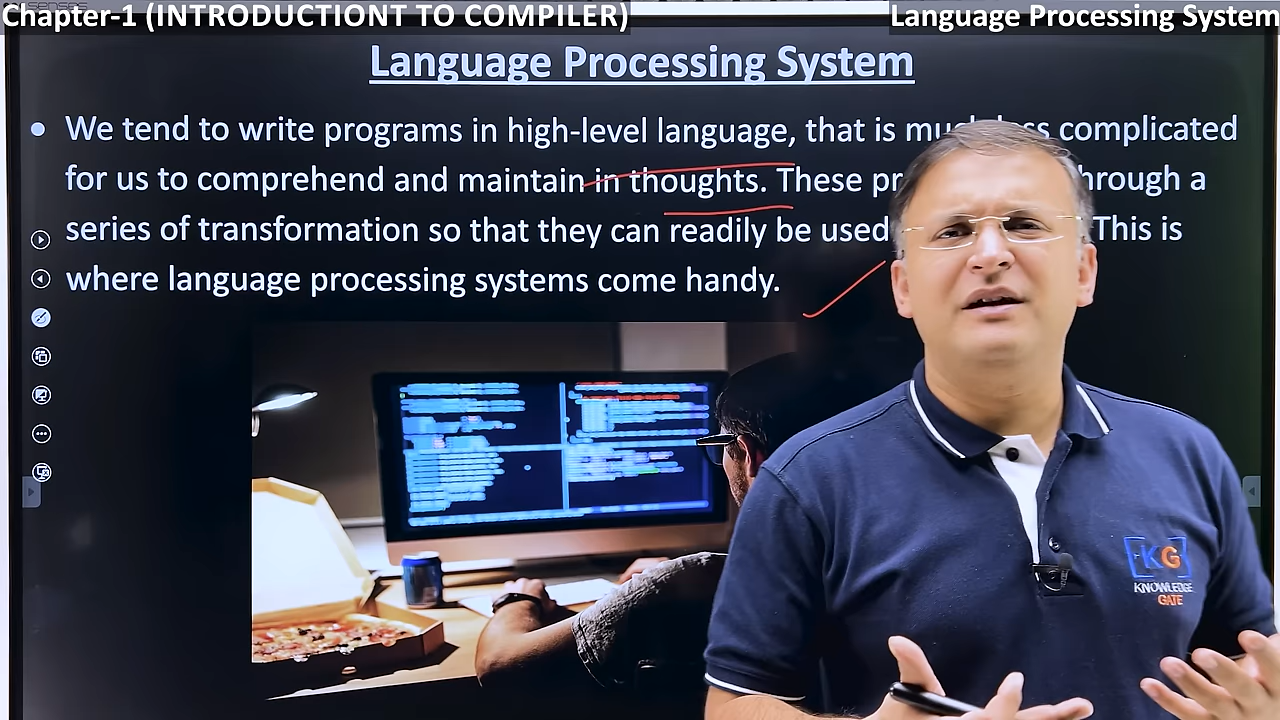 Chapter-1 (INTRODUCTIONT TO COMPILER)
Language Processing System
Language Processing System
We tend to write programs in high-level language, that is complicated
for us to comprehend and maintain in thoughts. These through a
series of transformation so that they can readily be used This is
where language processing systems come handy.
KG
KNOWLEDGE
GATE